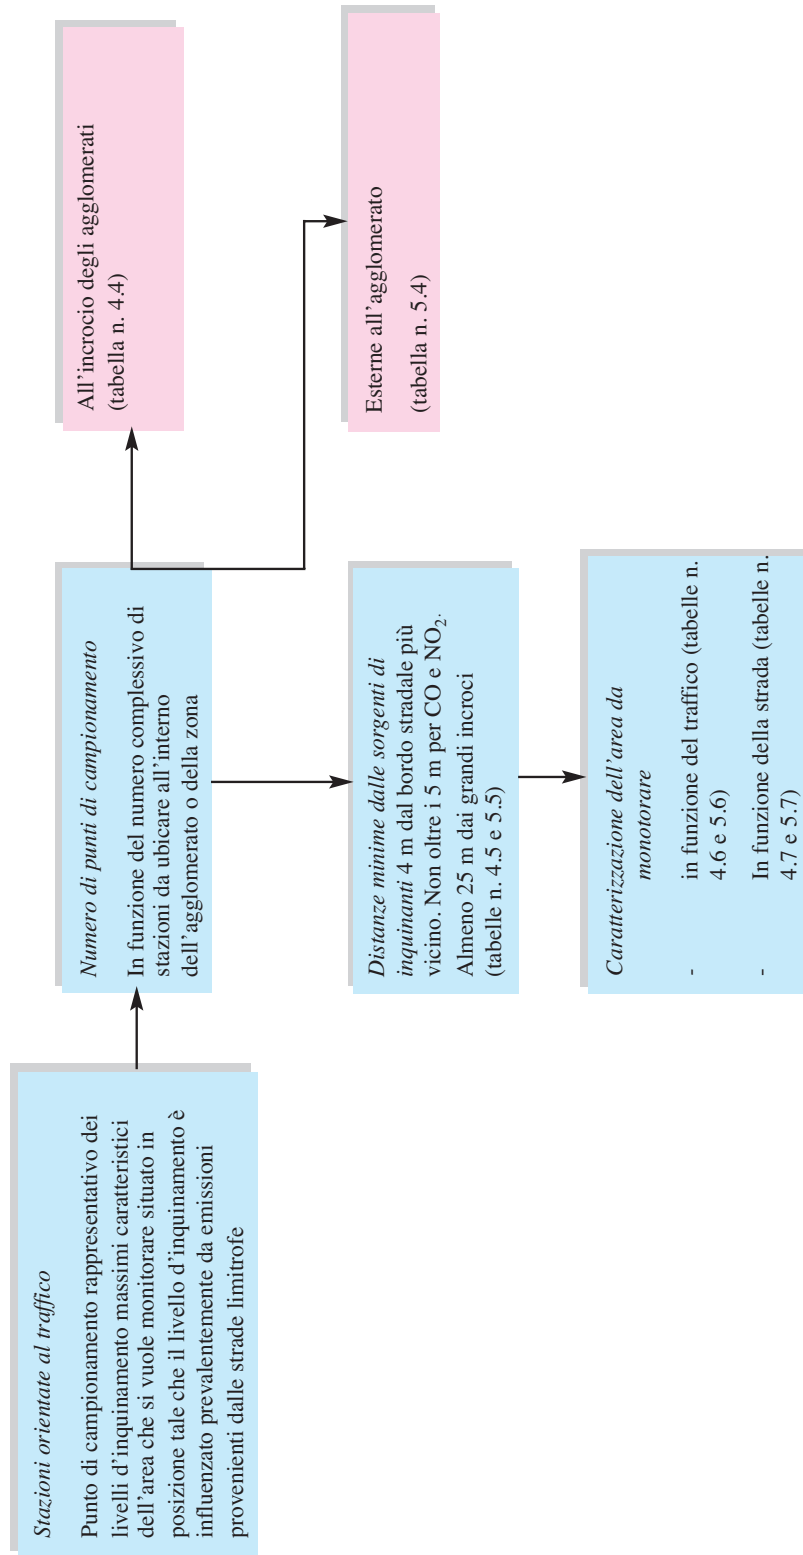 Stazioni orientate al traffico
Punto di campionamento rappresentativo dei
livelli d'inquinamento massimi caratteristici
dell'area che si vuole monitorare situato in
posizione tale che il livello d'inquinamento è
influenzato prevalentemente da emissioni
provenienti dalle strade limitrofe
Numero di punti di campionamento
In funzione del numero complessivo di
stazioni da ubicare all'interno
dell'agglomerato o della zona
All'incrocio degli agglomerati
(tabella n. 4.4)
Esterne all'agglomerato
(tabella n. 5.4)
Distanze minime dalle sorgenti di
inquinanti 4 m dal bordo stradale più
vicino. Non oltre i 5 m per CO e NO2.
Almeno 25 m dai grandi incroci
(tabelle n. 4.5 e 5.5)
Caratterizzazione dell'area da
monotorare
- in funzione del traffico (tabelle n.
4.6 e 5.6)
- In funzione della strada (tabelle n.
4.7 e 5.7)